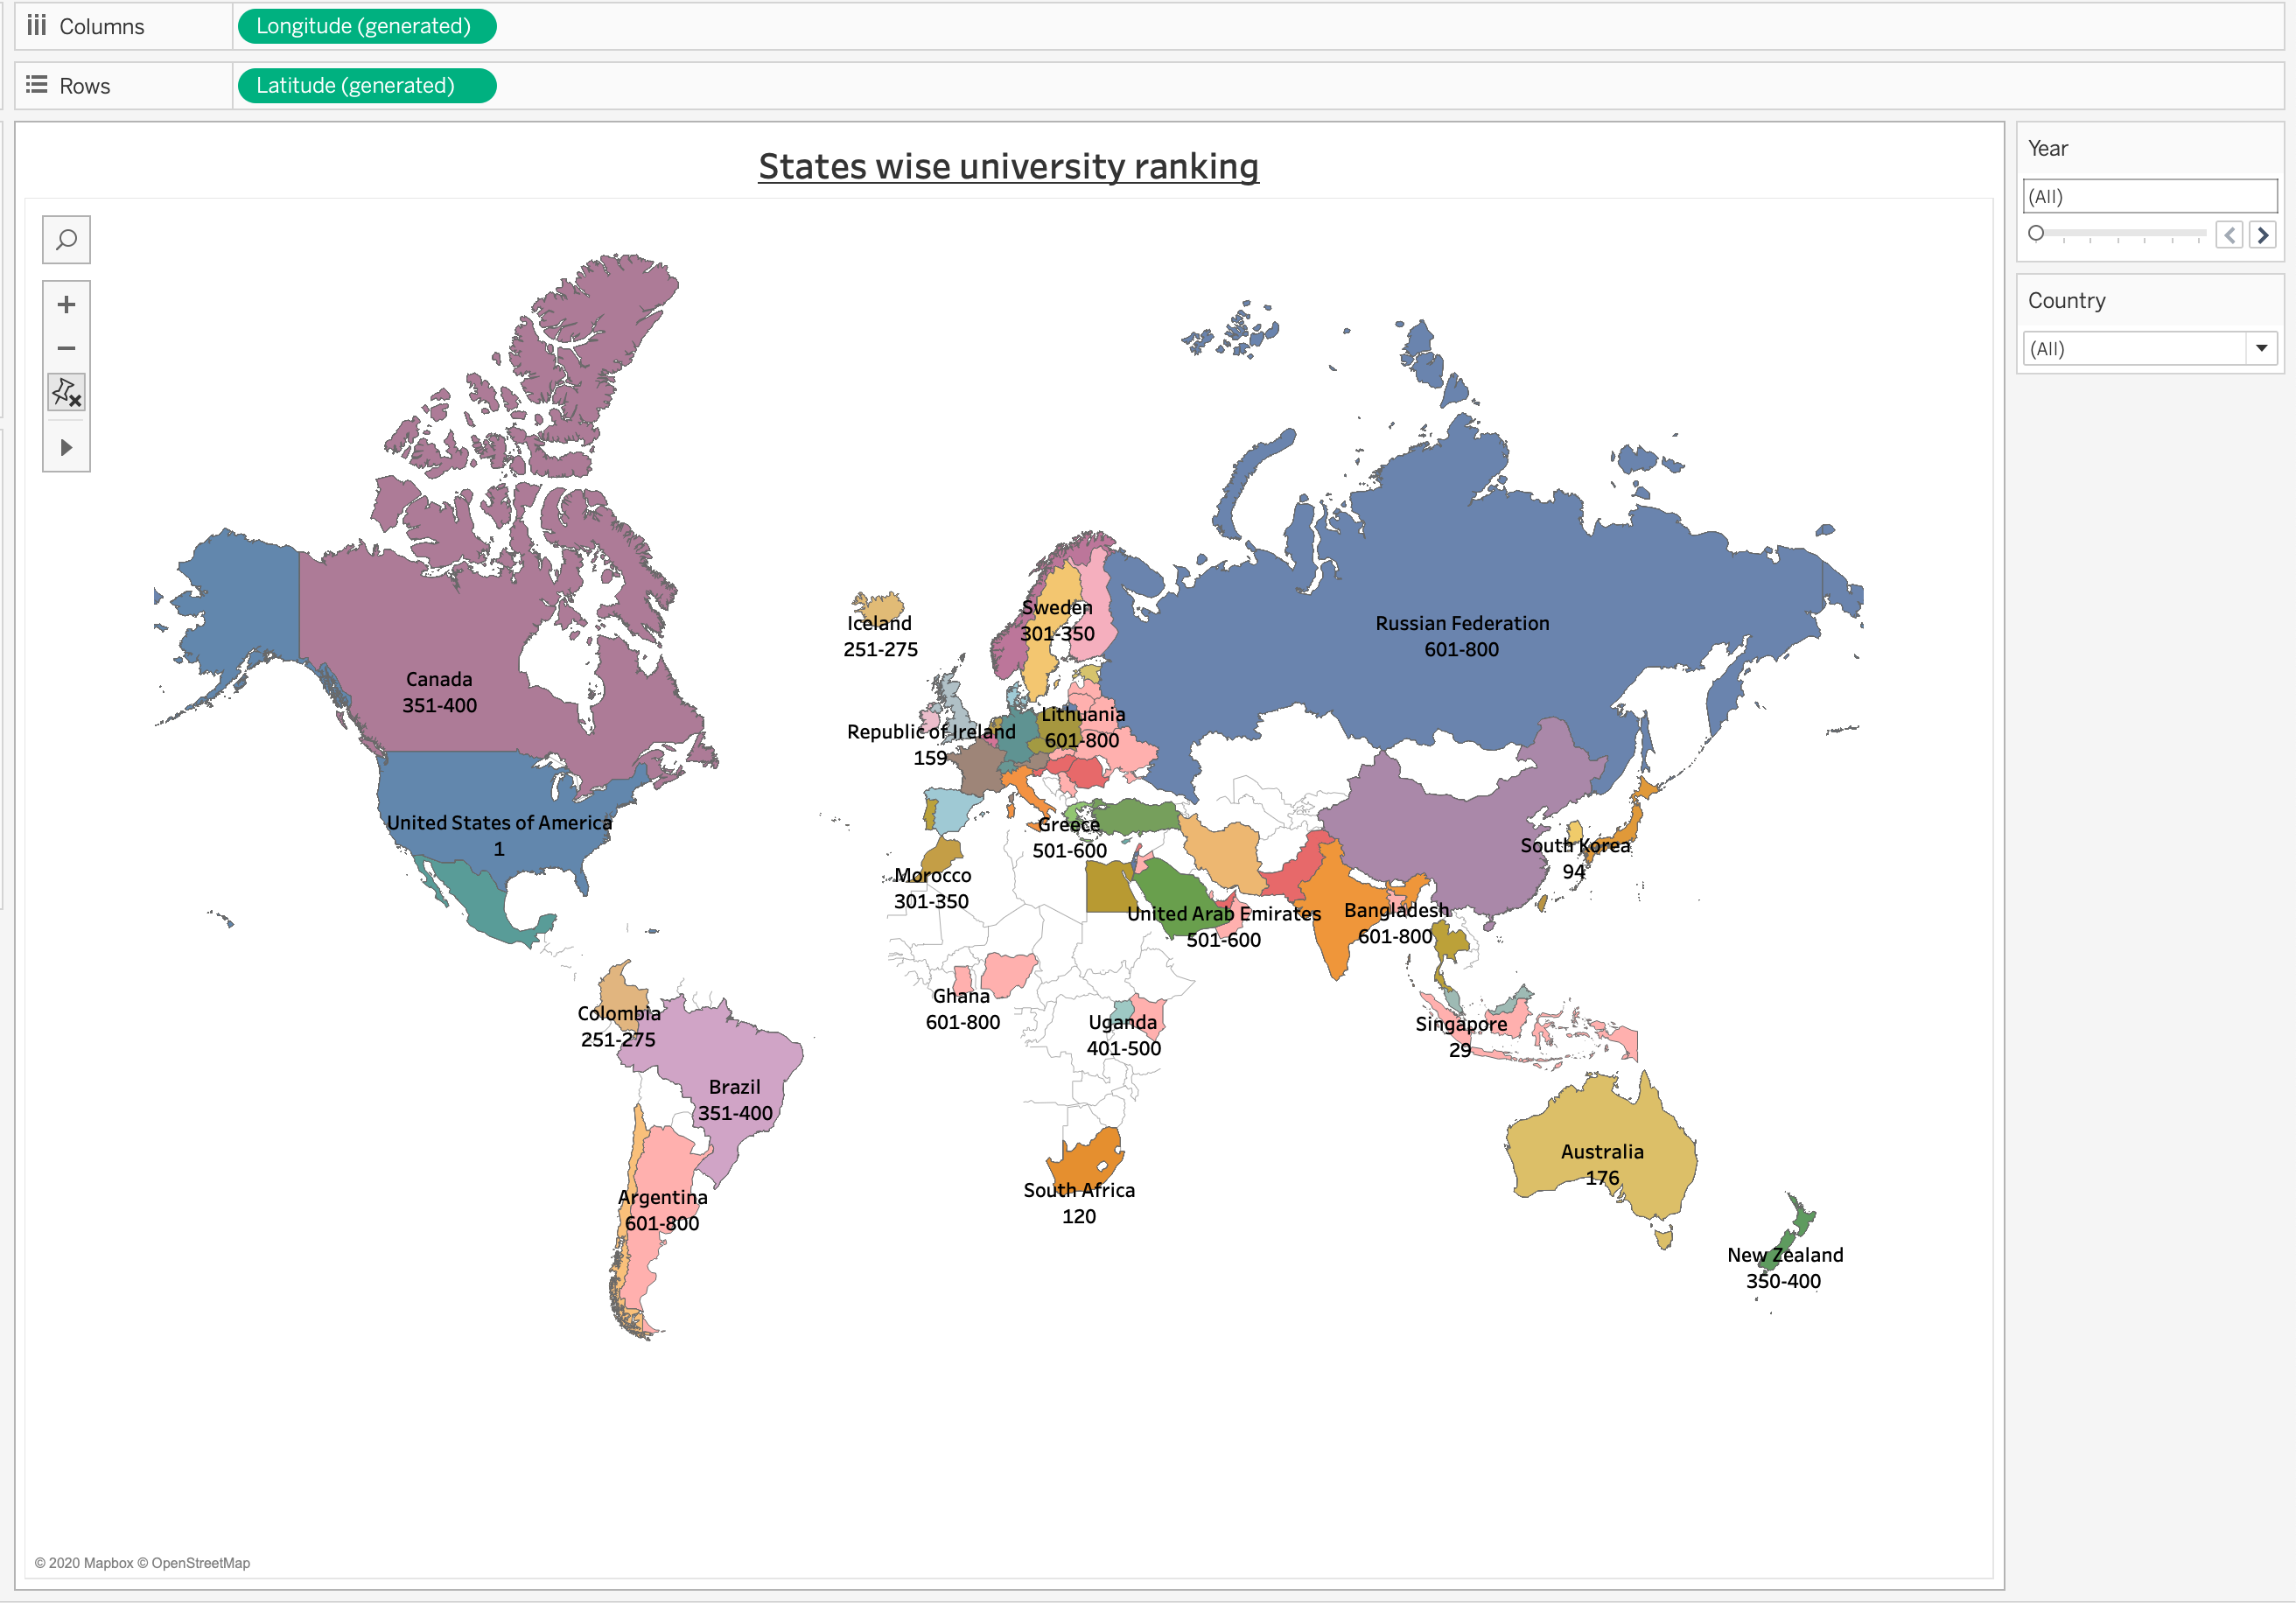 Columns
Longitude (generated)
Rows
Latitude (generated)
States wise university ranking
Year
(All)
Country
(All)
Iceland
251-275
Sweden
301-350
Russian Federation
601-800
Canada
351-400
Republic of Ireland
159
Lithuania
601-800
United States of America
1
Greece
501-600
South Korea
94
Morocco
301-350
United Arab Emirates
501-600
Bangladesh
601-800
Ghana
601-800
Colombia
251-275
Uganda
401-500
Singapore
29
Brazil
351-400
Australia
176
Argentina
601-800
South Africa
120
New Zealand
350-400
© 2020 Mapbox © OpenStreetMap